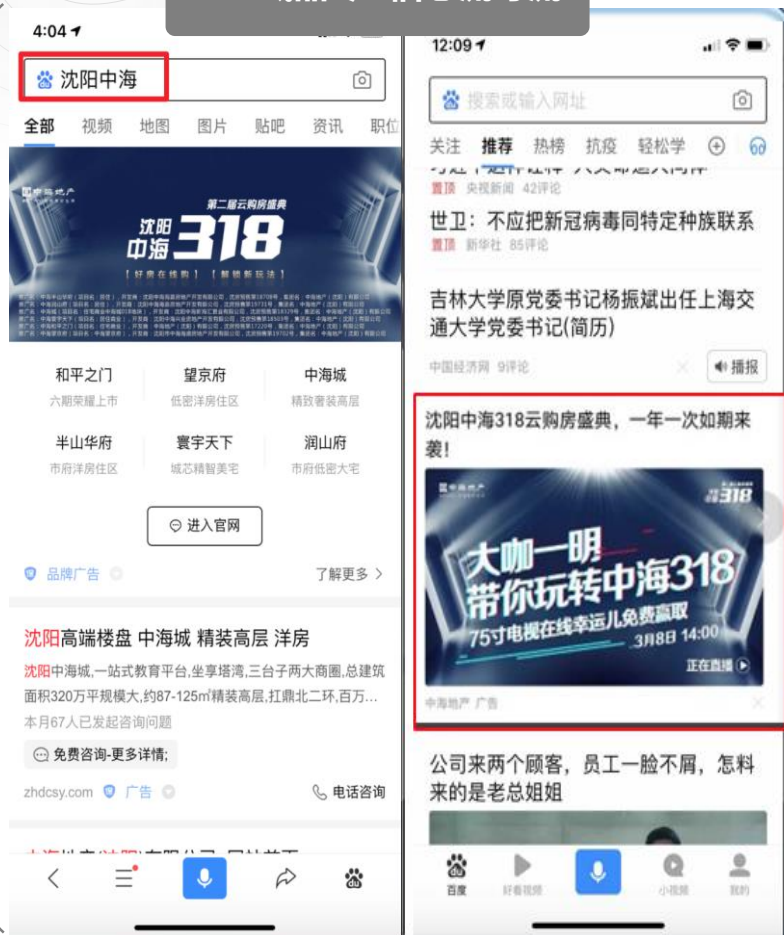 4:04
沈阳中海
全部 视频 地图 图片 贴吧 资讯 职位
中海地产
第二届云购房盛典
沈阳
中海
318
【好房在线购】【解锁新玩法】
和平之门 望京府 中海城
六期荣耀上市 低密洋房住区 精致奢装高层
半山华府 寰宇天下 润山府
市府洋房住区 城芯精智美宅 市府低密大宅
进入官网
品牌广告
了解更多 >
沈阳高端楼盘 中海城 精装高层 洋房
沈阳中海城,一站式教育平台,坐享塔湾,三台子两大商圈,总建筑
面积320万平规模大,约87-125㎡精装高层,扛鼎北二环,百万...
本月67人已发起咨询问题
免费咨询-更多详情;
zhdcsy.com 广告
电话咨询
12:09
搜索或输入网址
关注 推荐 热榜 抗疫 轻松学
置顶 央视新闻 42评论
世卫：不应把新冠病毒同特定种族联系
置顶 新华社 85评论
吉林大学原党委书记杨振斌出任上海交
通大学党委书记(简历)
中国经济网 9评论
播报
沈阳中海318云购房盛典，一年一次如期来
袭！
中海地产
318
大咖一明
带你玩转中海318
75寸电视在线幸运儿免费赢取
3月8日 14:00
正在直播
中海地产 广告
公司来两个顾客，员工一脸不屑，怎料
来的是老总姐姐
百度 好看视频 小视频 我的